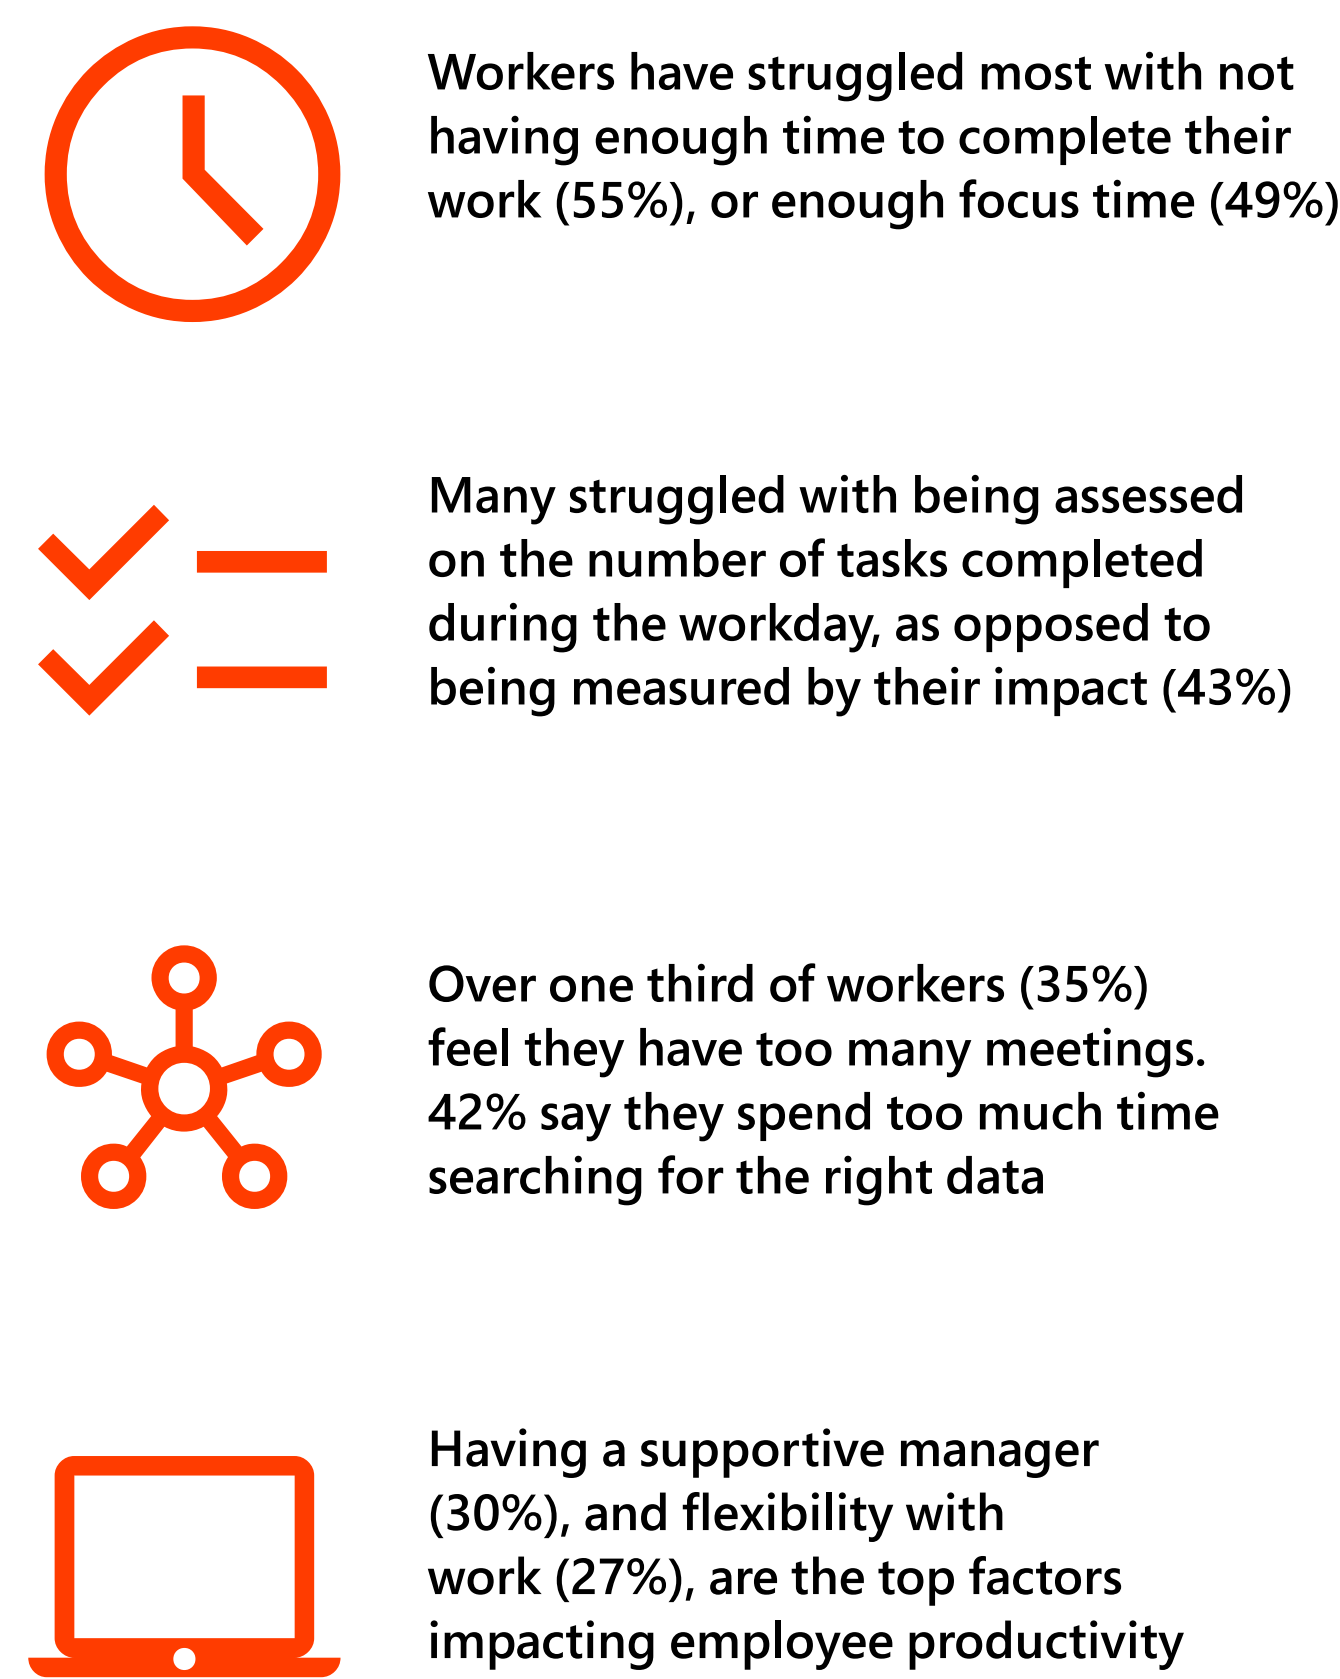 Workers have struggled most with not
having enough time to complete their
work (55%), or enough focus time (49%)
Many struggled with being assessed
on the number of tasks completed
during the workday, as opposed to
being measured by their impact (43%)
Over one third of workers (35%)
feel they have too many meetings.
42% say they spend too much time
searching for the right data
Having a supportive manager
(30%), and flexibility with
work (27%), are the top factors
impacting employee productivity